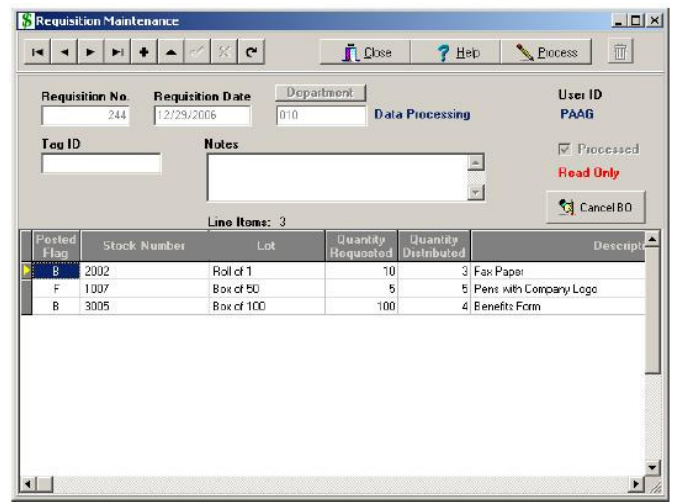 Requisition Maintenance
Close Help Process
Requisition No. Requisition Date Department User ID
244 12/29/2006 010 Data Processing PAAG
Tag ID Notes Processed
Read Only
Cancel BO
Line Items: 3
Posted Flag Stock Number Lot Quantity Requested Quantity Distributed Descripti
B 2002 Roll of 1 10 3 Fax Paper
F 1007 Box of 50 5 5 Pens with Company Logo
B 3005 Box of 100 100 4 Benefits Form